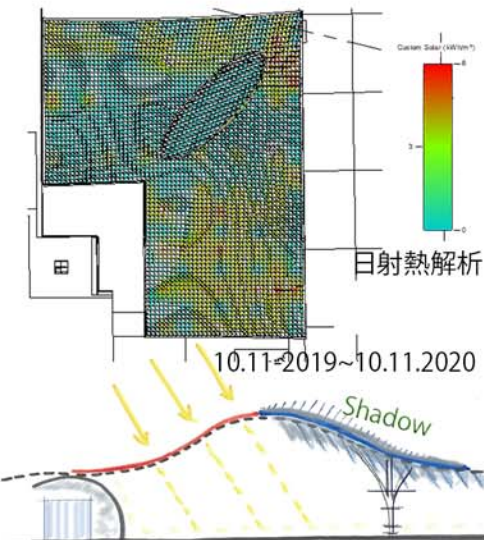 Custom Solar (kWh/m²)
6
3
0
日射熱解析
10.11-2019~10.11.2020
Shadow